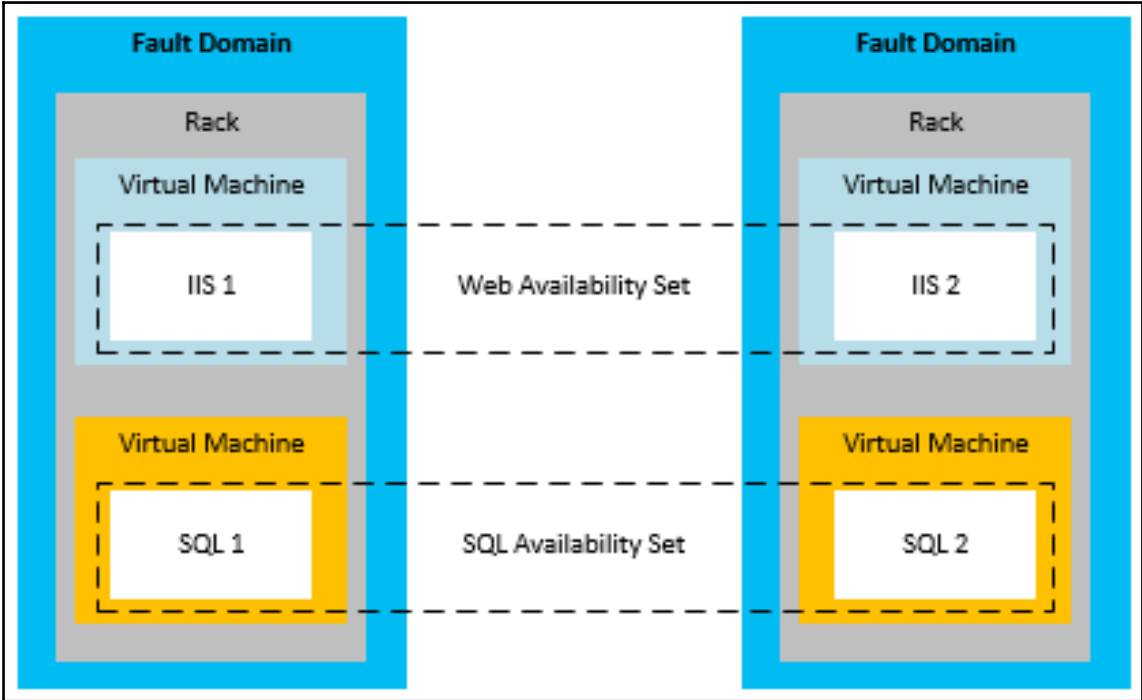 Fault Domain
Rack
Virtual Machine
IIS 1
Virtual Machine
SQL 1
Web Availability Set
SQL Availability Set
Fault Domain
Rack
Virtual Machine
IIS 2
Virtual Machine
SQL 2